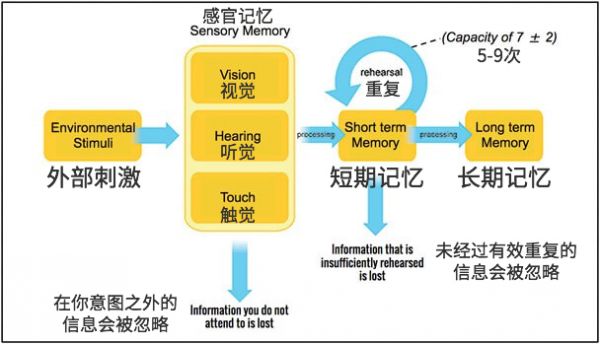 感官记忆
Sensory Memory
Vision
视觉
Hearing
听觉
Touch
触觉
Environmental
Stimuli
外部刺激
processing
rehearsal
重复
(Capacity of 7 ± 2)
5-9次
Short term
Memory
短期记忆
processing
Long term
Memory
长期记忆
Information you do not
attend to is lost
在你意图之外的
信息会被忽略
Information that is
insufficiently rehearsed
is lost
未经过有效重复的
信息会被忽略